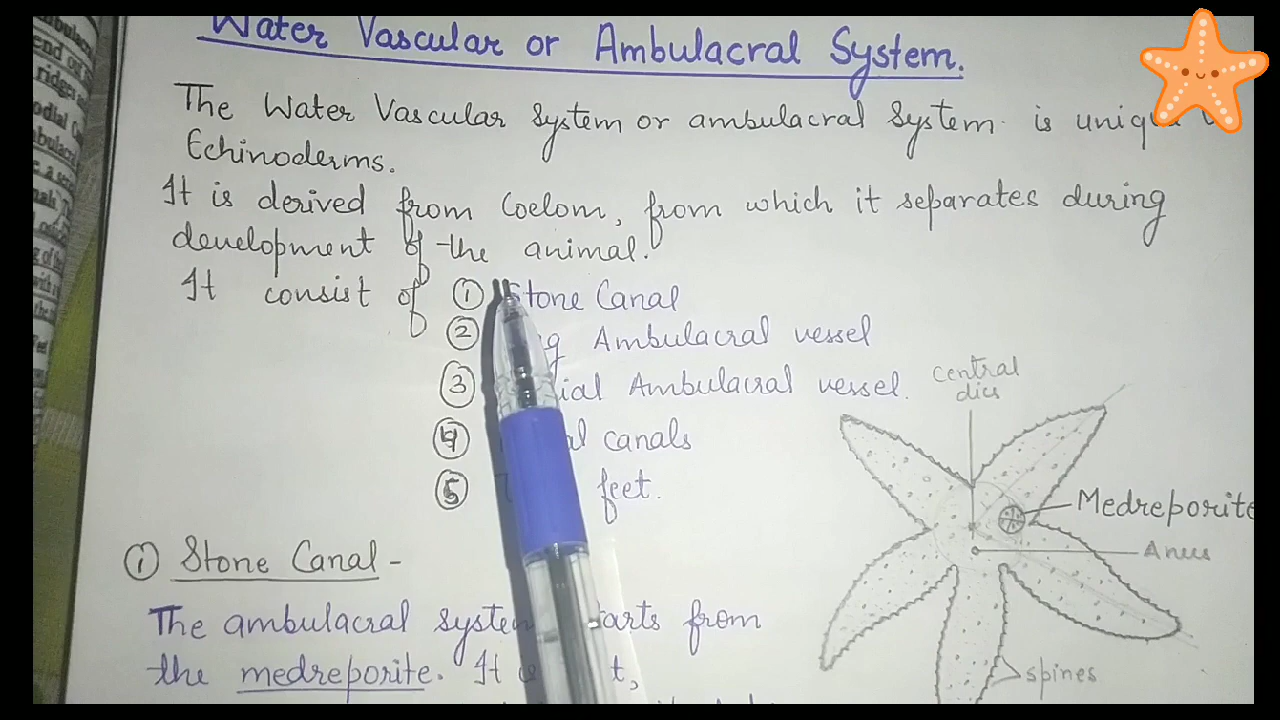 Water Vascular or Ambulacral System.
The Water Vascular System or ambulacral System is
Echinoderms.
It is derived from Coelom, from which it separates during
development of the animal.
It consist of ① Stone Canal
② Ambulacral vessel
③ Ambulacral vessel.
④ canals
⑤ feet.
central
dics
Medreporite
Anus
① Stone Canal -
The ambulacral system from
the medreporite. It
spines